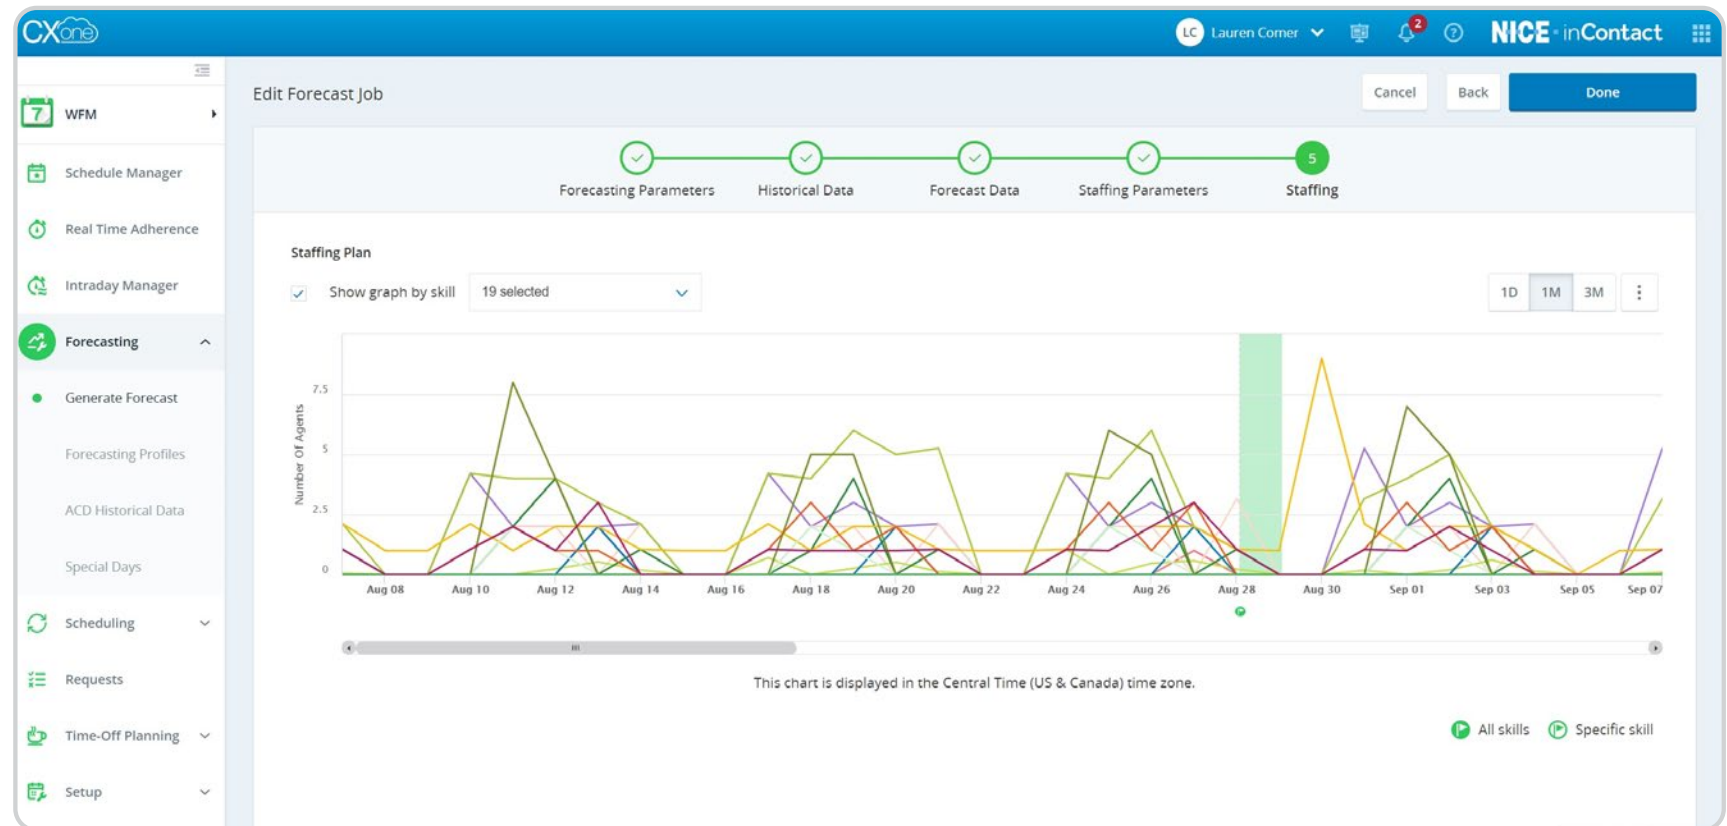 CXone
LC Lauren Comer 2 NICE inContact
7 WFM
Schedule Manager
Real Time Adherence
Intraday Manager
Forecasting
Generate Forecast
Forecasting Profiles
ACD Historical Data
Special Days
Scheduling
Requests
Time-Off Planning
Setup
Edit Forecast Job
Cancel Back Done
5
Forecasting Parameters Historical Data Forecast Data Staffing Parameters Staffing
Staffing Plan
Show graph by skill 19 selected 1D 1M 3M
Number Of Agents
7.5
5
2.5
0
Aug 08 Aug 10 Aug 12 Aug 14 Aug 16 Aug 18 Aug 20 Aug 22 Aug 24 Aug 26 Aug 28 Aug 30 Sep 01 Sep 03 Sep 05 Sep 07
This chart is displayed in the Central Time (US & Canada) time zone.
All skills Specific skill